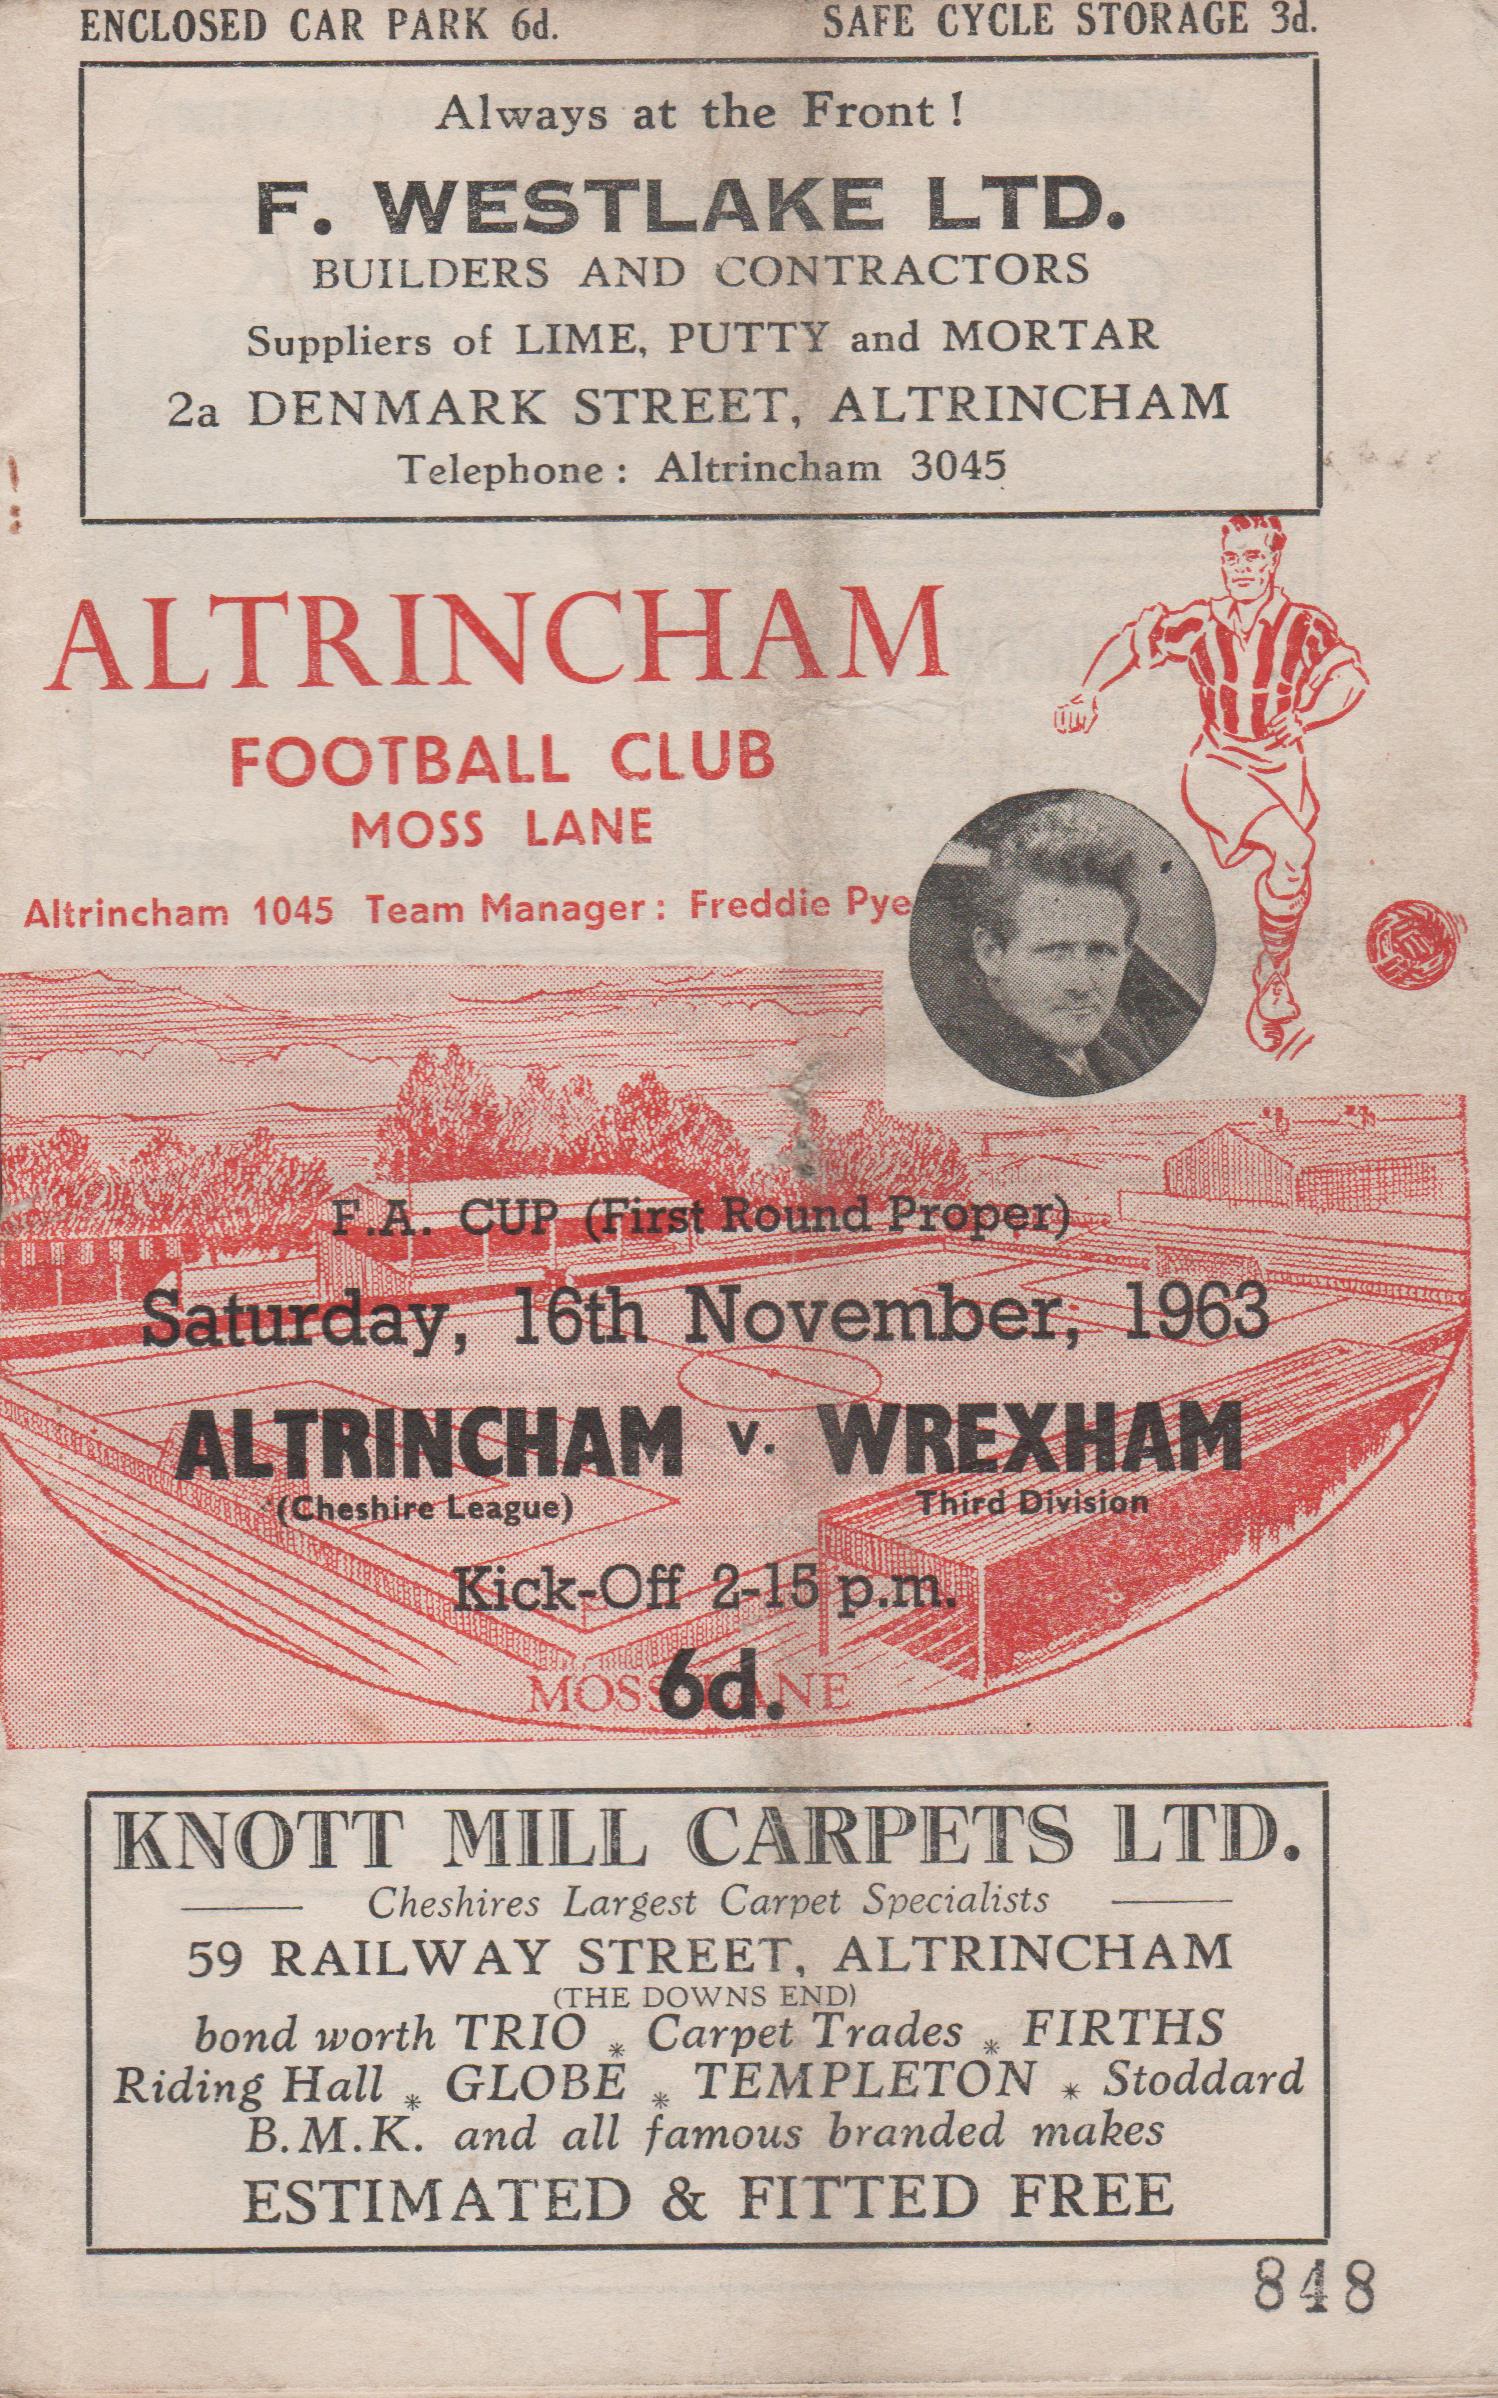 ENCLOSED CAR PARK 6d. SAFE CYCLE STORAGE 3d.
Always at the Front !
F. WESTLAKE LTD.
BUILDERS AND CONTRACTORS
Suppliers of LIME, PUTTY and MORTAR
2a DENMARK STREET, ALTRINCHAM
Telephone : Altrincham 3045
ALTRINCHAM
FOOTBALL CLUB
MOSS LANE
Altrincham 1045 Team Manager : Freddie Pye
F.A. CUP (First Round Proper)
Saturday, 16th November, 1963
ALTRINCHAM v. WREXHAM
(Cheshire League) Third Division
Kick-Off 2-15 p.m.
6d.
MOSS LANE
KNOTT MILL CARPETS LTD.
Cheshires Largest Carpet Specialists
59 RAILWAY STREET, ALTRINCHAM
(THE DOWNS END)
bond worth TRIO * Carpet Trades * FIRTHS
Riding Hall * GLOBE * TEMPLETON * Stoddard
B.M.K. and all famous branded makes
ESTIMATED & FITTED FREE
848